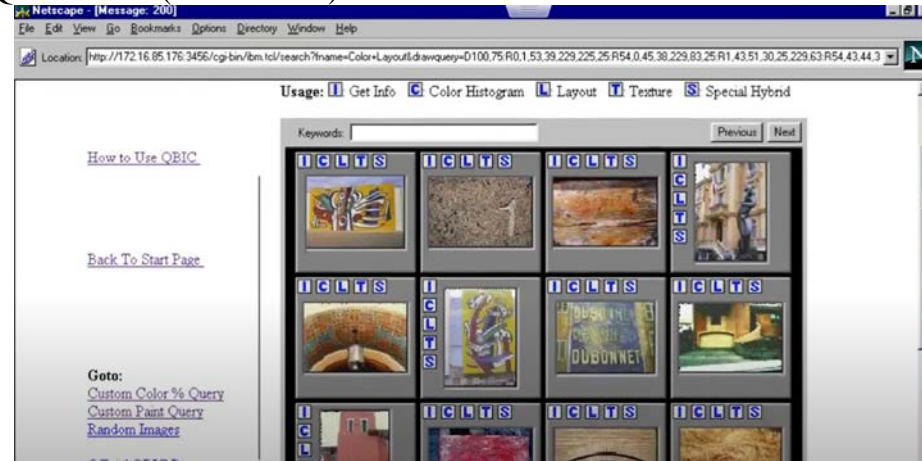 Netscape - [Message: 200]
File Edit View Go Bookmarks Options Directory Window Help
Location: http://172.16.85.176:3456/cgi-bin/ibm.tcl/search?fname=Color+Layout&drawquery=D100,75:R0,1,53,39,229,225,25:R54,0,45,38,229,83,25:R1,43,51,30,25,229,63:R54,43,44,3
N
Usage: I: Get Info C: Color Histogram L: Layout T: Texture S: Special Hybrid
Keywords: Previous Next
How to Use QBIC
I C L T S I C L T S I C L T S I C L T S
Back To Start Page
I C L T S I C L T S I C L T S I C L T S
DUBONNET
Goto:
Custom Color % Query
Custom Paint Query
Random Images
I C L I C L T S I C L T S I C L T S